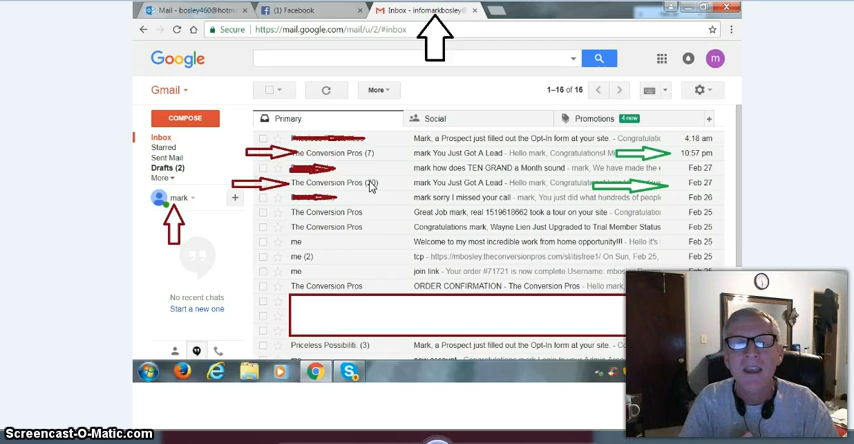 Mail - bosley460@hotm
Facebook
Inbox - infomarkbosley
Secure
https://mail.google.com/mail/u/2/#inbox
Google
m
Gmail
More
1–16 of 16
COMPOSE
Primary
Social
Promotions
4 new
Inbox
Starred
Sent Mail
Drafts (2)
More
mark
No recent chats
Start a new one
mark, a Prospect just filled out the Opt-in form at your site. - Congratulatio
4:18 am
The Conversion Pros (7)
mark You Just Got A Lead - Hello mark, Congratulations!
10:57 pm
mark how does TEN GRAND a Month sound - mark, We have made the
Feb 27
The Conversion Pros
mark You Just Got A Lead - Hello mark,
Feb 27
mark sorry I missed your call - mark, You just did what hundreds of people
Feb 26
The Conversion Pros
Great Job mark, real 1519618662 took a tour on your site - Congratulat
Feb 25
The Conversion Pros
Congratulations mark, Wayne Lien Just Upgraded to Trial Member Status
Feb 25
me
Welcome to my most incredible work from home opportunity!!! - Hello it's
Feb 25
me (2)
tcp - https://mbosley.theconversionpros.com/sl/itisfree1/ On Sun, Feb
Feb 25
me
join link - Your order #71721 is now complete Username: mbosley
Feb 25
The Conversion Pros
ORDER CONFIRMATION - The Conversion Pros - Hello mark,
Priceless Possibiliti. (3)
mark, a Prospect just filled out the Opt-in form at your site. - Congratulatio
me
Screencast-O-Matic.com